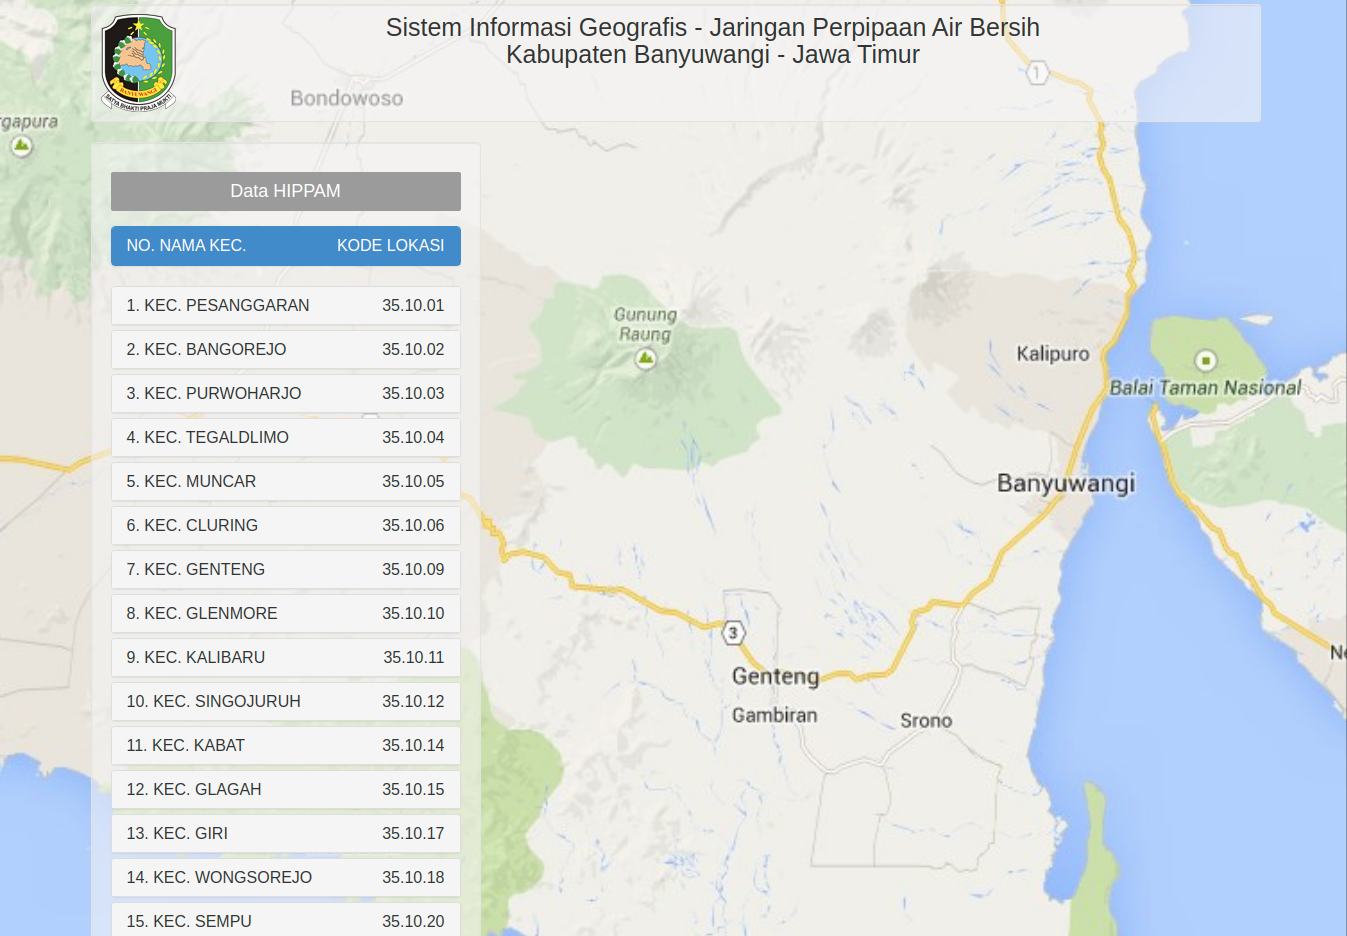 Sistem Informasi Geografis - Jaringan Perpipaan Air Bersih
Kabupaten Banyuwangi - Jawa Timur
BANYUWANGI
SATYA BHAKTI PRAJA MUKTI
Bondowoso
1
rgapura
Data HIPPAM
NO. NAMA KEC. KODE LOKASI
1. KEC. PESANGGARAN 35.10.01
2. KEC. BANGOREJO 35.10.02
3. KEC. PURWOHARJO 35.10.03
4. KEC. TEGALDLIMO 35.10.04
5. KEC. MUNCAR 35.10.05
6. KEC. CLURING 35.10.06
7. KEC. GENTENG 35.10.09
8. KEC. GLENMORE 35.10.10
9. KEC. KALIBARU 35.10.11
10. KEC. SINGOJURUH 35.10.12
11. KEC. KABAT 35.10.14
12. KEC. GLAGAH 35.10.15
13. KEC. GIRI 35.10.17
14. KEC. WONGSOREJO 35.10.18
15. KEC. SEMPU 35.10.20
Gunung
Raung
Kalipuro
Balai Taman Nasional
Banyuwangi
3
Ne
Genteng
Gambiran
Srono